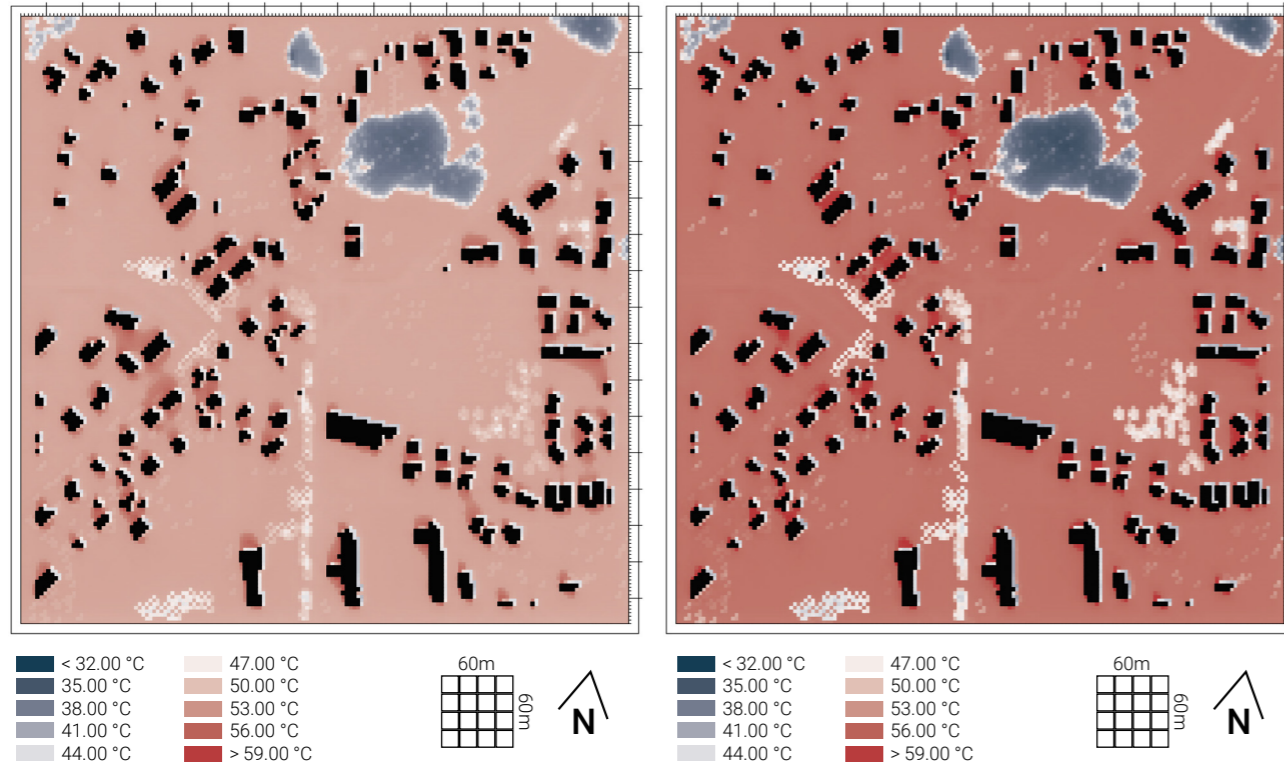 < 32.00 °C
35.00 °C
38.00 °C
41.00 °C
44.00 °C
47.00 °C
50.00 °C
53.00 °C
56.00 °C
> 59.00 °C
60m
60m
N
< 32.00 °C
35.00 °C
38.00 °C
41.00 °C
44.00 °C
47.00 °C
50.00 °C
53.00 °C
56.00 °C
> 59.00 °C
60m
60m
N